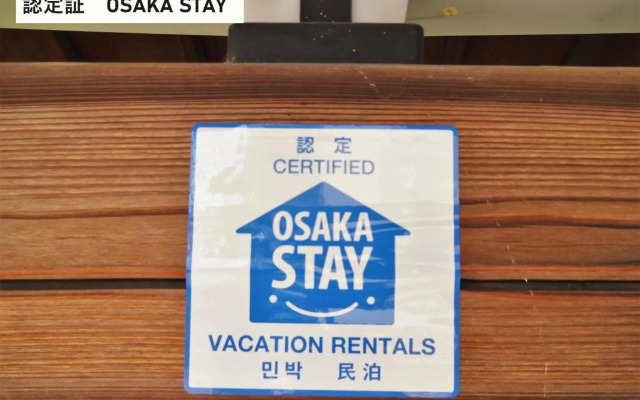 認定証 OSAKA STAY
認定
CERTIFIED
OSAKA
STAY
VACATION RENTALS
민박 民泊